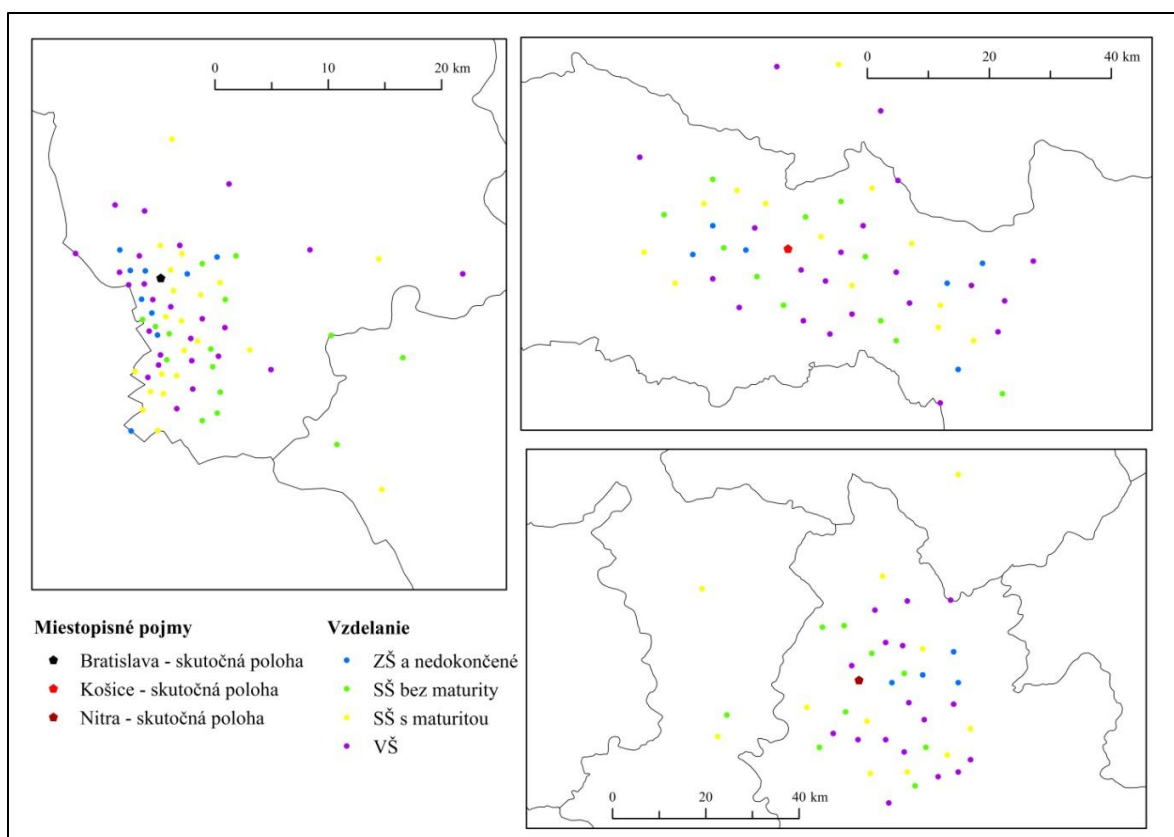 0 10 20 km
0 20 40 km
Miestopisné pojmy
Bratislava - skutočná poloha
Košice - skutočná poloha
Nitra - skutočná poloha
Vzdelanie
ZŠ a nedokončené
SŠ bez maturity
SŠ s maturitou
VŠ
0 20 40 km